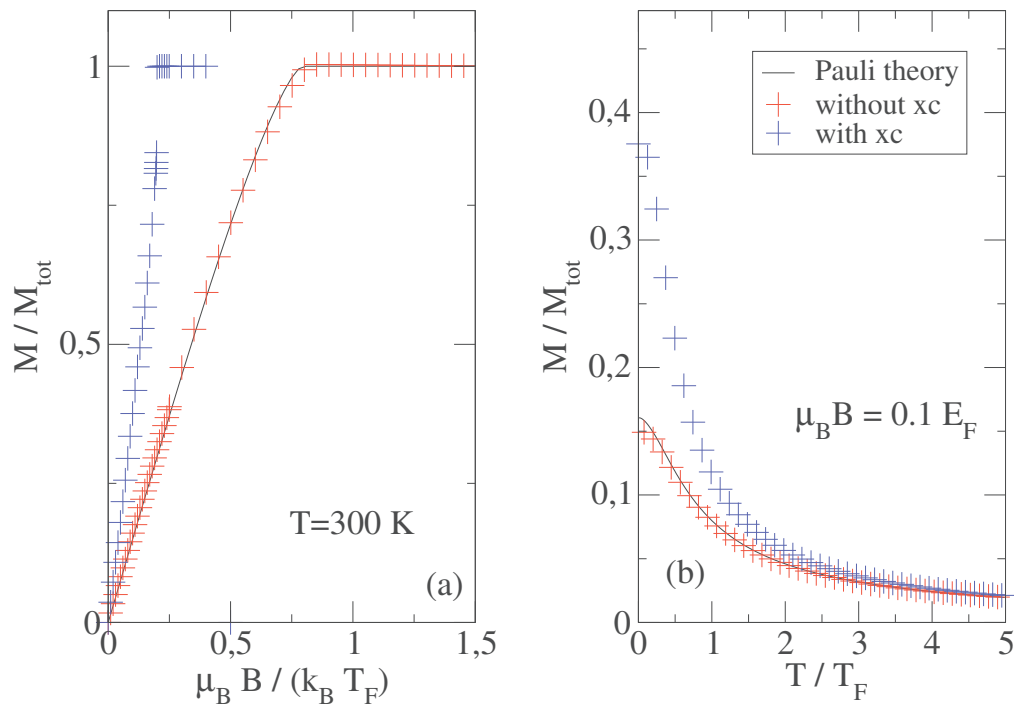 M / M_tot
1
0,5
0
0
0,5
1
1,5
μ_B B / (k_B T_F)
T=300 K
(a)
M / M_tot
0,4
0,3
0,2
0,1
0
0
1
2
3
4
5
T / T_F
Pauli theory
without xc
with xc
μ_B B = 0.1 E_F
(b)